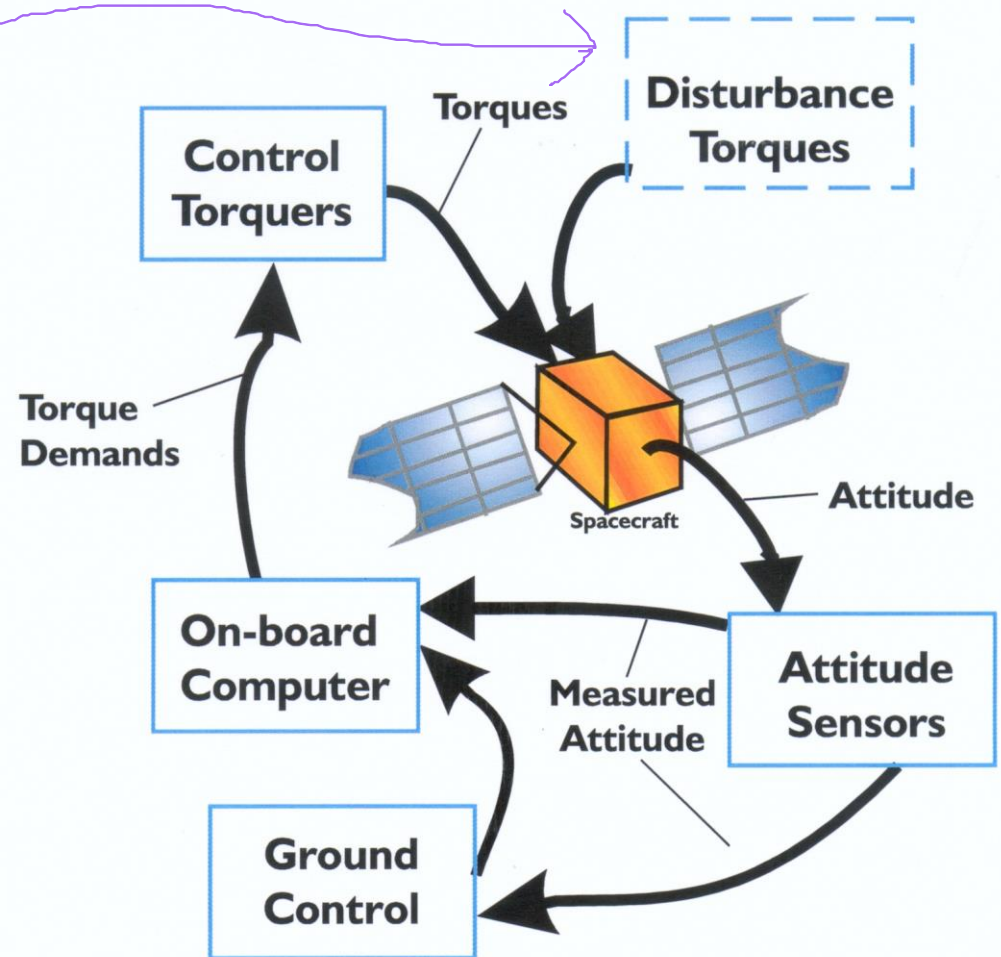 Torques
Disturbance
Torques
Control
Torquers
Torque
Demands
Spacecraft
Attitude
On-board
Computer
Measured
Attitude
Attitude
Sensors
Ground
Control